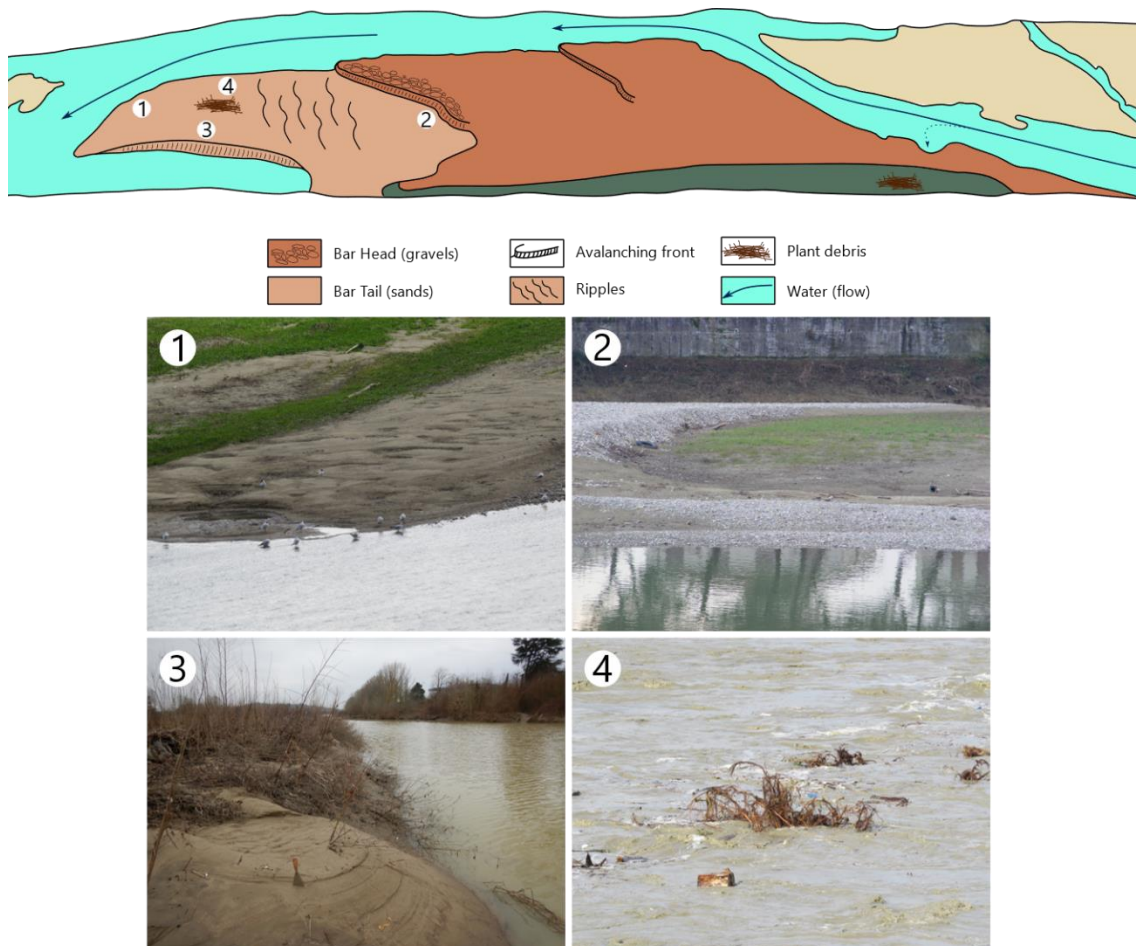 4
1
3
2
Bar Head (gravels)
Avalanching front
Plant debris
Bar Tail (sands)
Ripples
Water (flow)
1
2
3
4